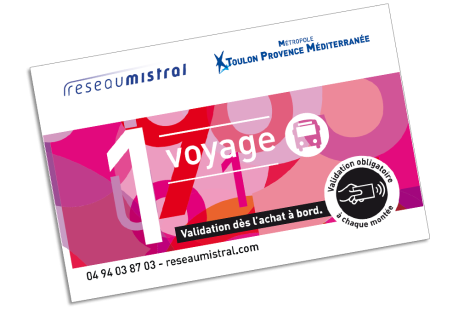 reseaumistral
METROPOLE
TOULON PROVENCE MÉDITERRANÉE
1 voyage
Validation dès l'achat à bord.
Validation obligatoire
à chaque montée
04 94 03 87 03 - reseaumistral.com